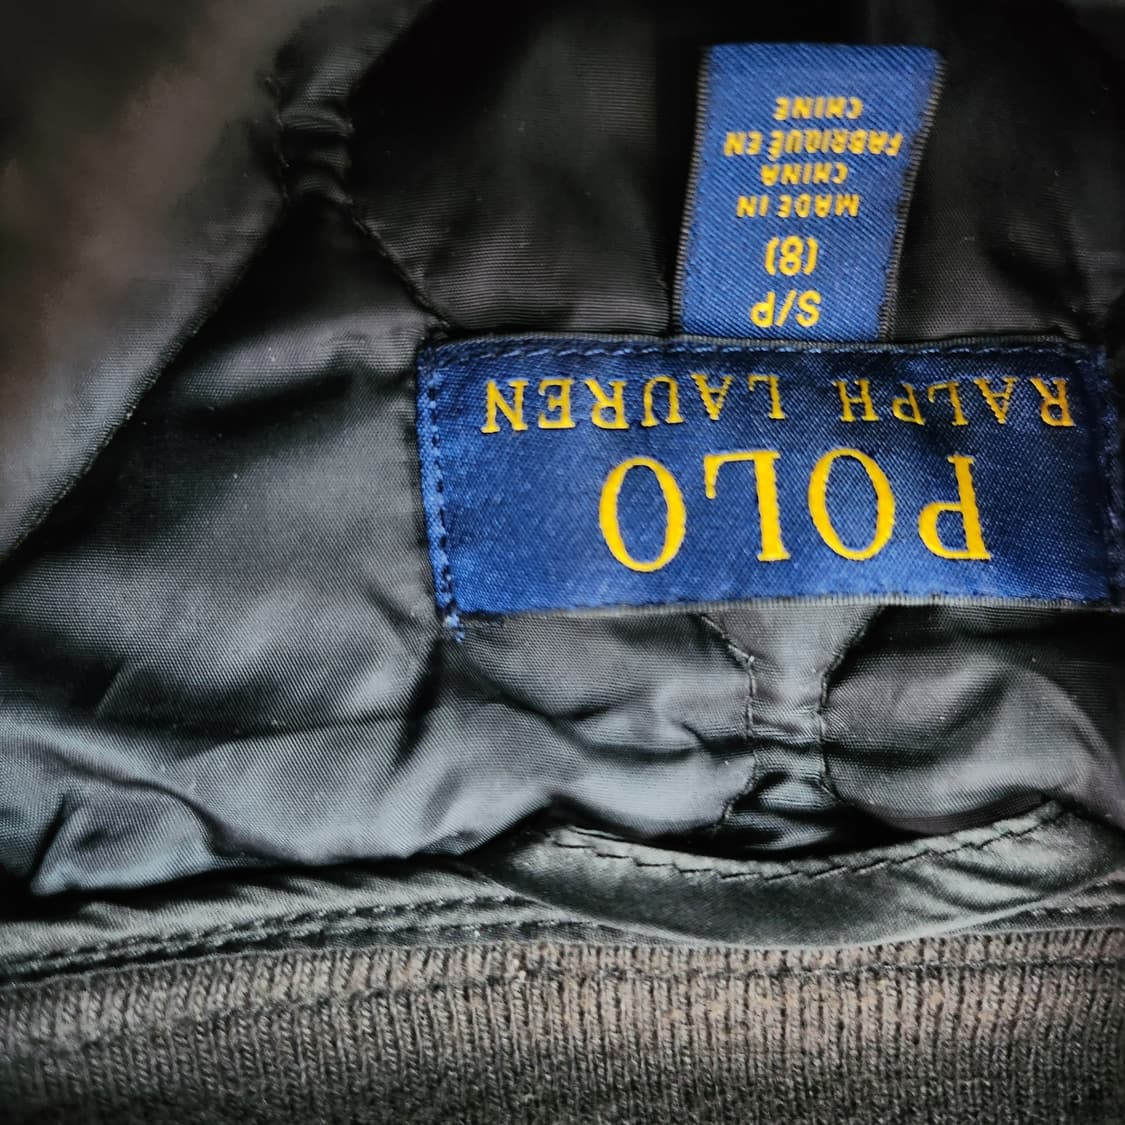 POLO
RALPH LAUREN
S/P
(8)
MADE IN
CHINA
FABRIQUÉ EN
CHINE